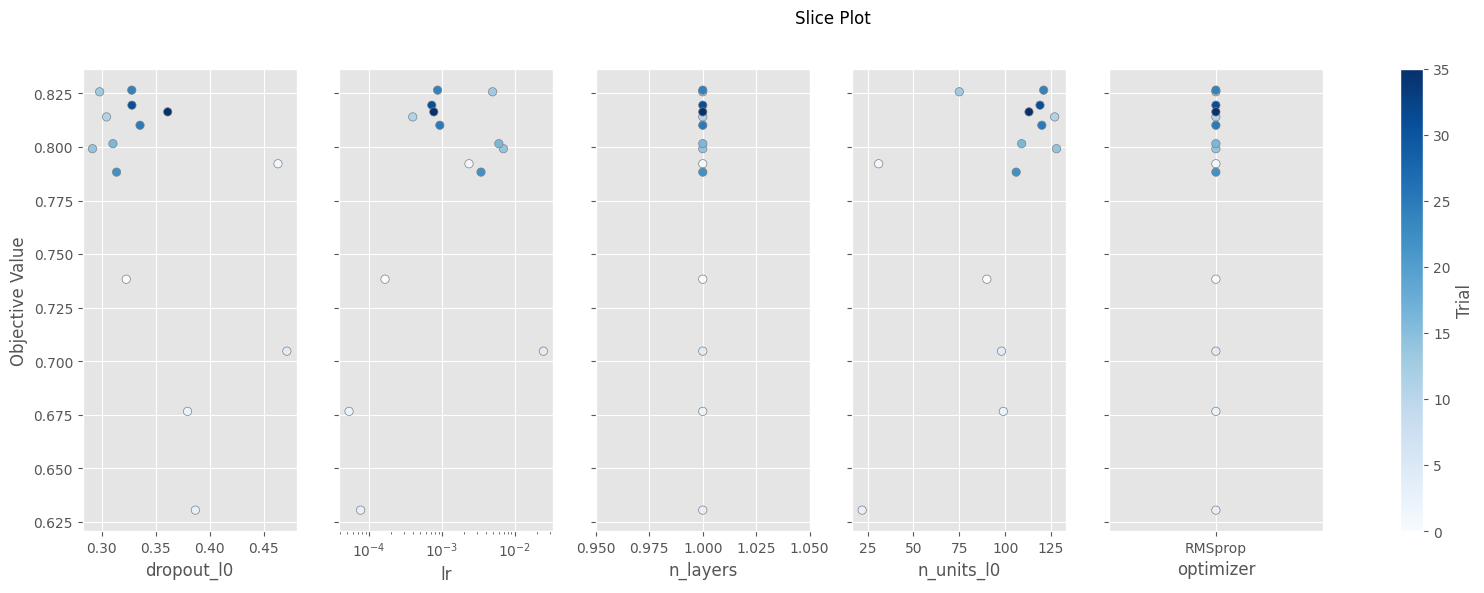 Slice Plot
Objective Value
0.825
0.800
0.775
0.750
0.725
0.700
0.675
0.650
0.625
0.30 0.35 0.40 0.45
dropout_l0
10⁻⁴ 10⁻³ 10⁻²
lr
0.950 0.975 1.000 1.025 1.050
n_layers
25 50 75 100 125
n_units_l0
RMSprop
optimizer
35
30
25
20
15
10
5
0
Trial